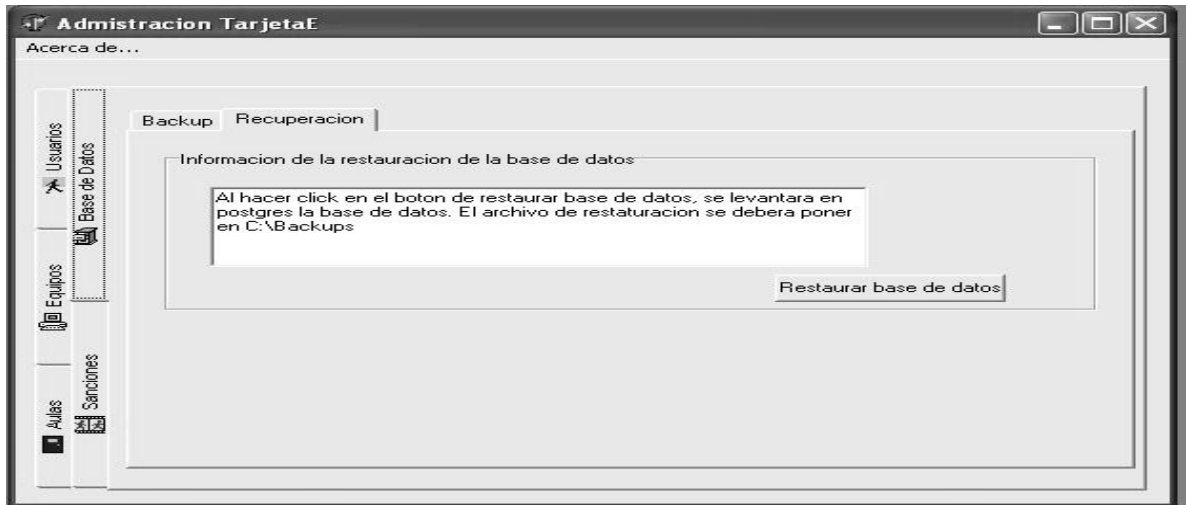 Admistracion TarjetaE
Acerca de...
Usuarios
Equipos
Aulas
Base de Datos
Sanciones
Backup
Recuperacion
Informacion de la restauracion de la base de datos
Al hacer click en el boton de restaurar base de datos, se levantara en
postgres la base de datos. El archivo de restaturacion se debera poner
en C:\Backups
Restaurar base de datos